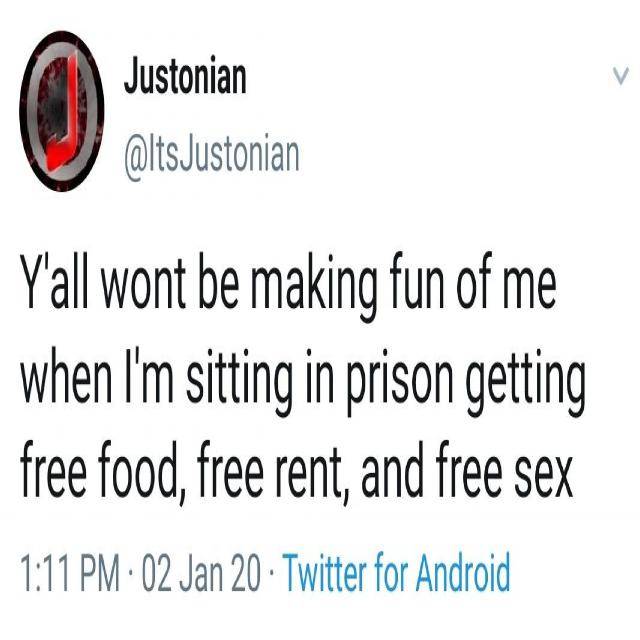 Justonian
@ItsJustonian
Y'all wont be making fun of me
when I'm sitting in prison getting
free food, free rent, and free sex
1:11 PM · 02 Jan 20 · Twitter for Android